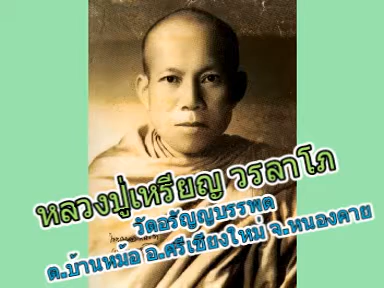 หลวงปู่เหรียญ วรลาโภ
วัดอรัญญบรรพต
ต.บ้านหม้อ อ.ศรีเชียงใหม่ จ.หนองคาย